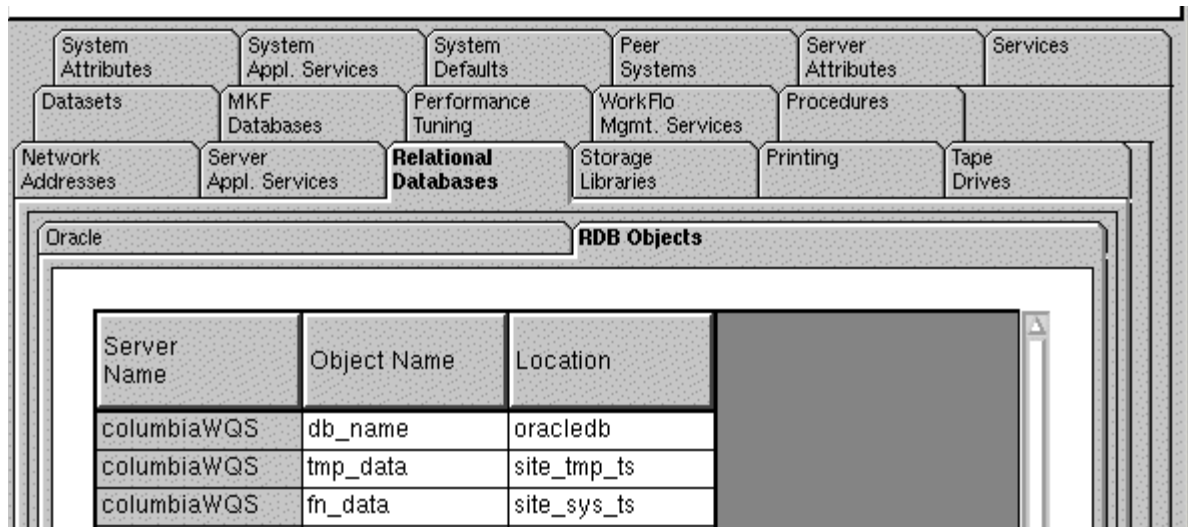 System Attributes
System Appl. Services
System Defaults
Peer Systems
Server Attributes
Services
Datasets
MKF Databases
Performance Tuning
WorkFlo Mgmt. Services
Procedures
Network Addresses
Server Appl. Services
Relational Databases
Storage Libraries
Printing
Tape Drives
Oracle
RDB Objects
Server Name
Object Name
Location
columbiaWQS db_name oracledb
columbiaWQS tmp_data site_tmp_ts
columbiaWQS fn_data site_sys_ts